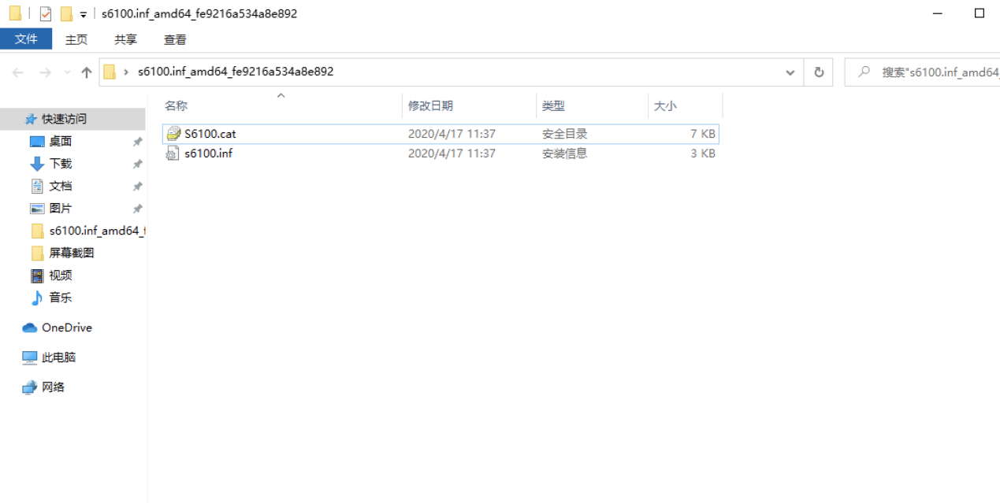 s6100.inf_amd64_fe9216a534a8e892
文件 主页 共享 查看
s6100.inf_amd64_fe9216a534a8e892 搜索"s6100.inf_amd64_
名称 修改日期 类型 大小
快速访问
S6100.cat 2020/4/17 11:37 安全目录 7 KB
桌面
s6100.inf 2020/4/17 11:37 安装信息 3 KB
下载
文档
图片
s6100.inf_amd64_f
屏幕截图
视频
音乐
OneDrive
此电脑
网络